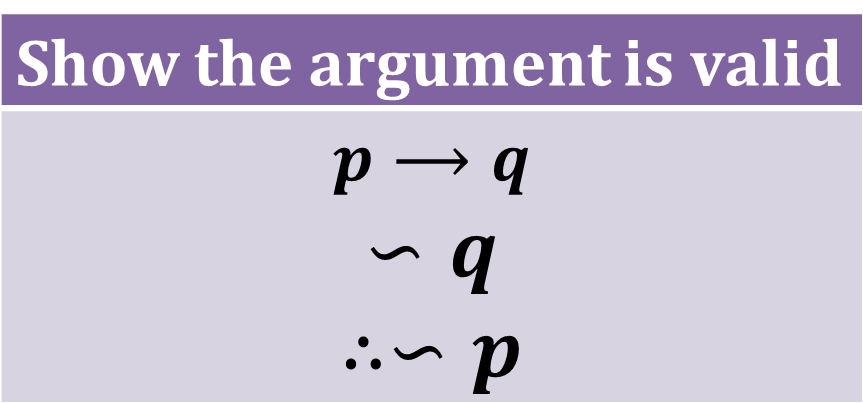 Show the argument is valid
p ⟶ q
∽ q
∴∽ p